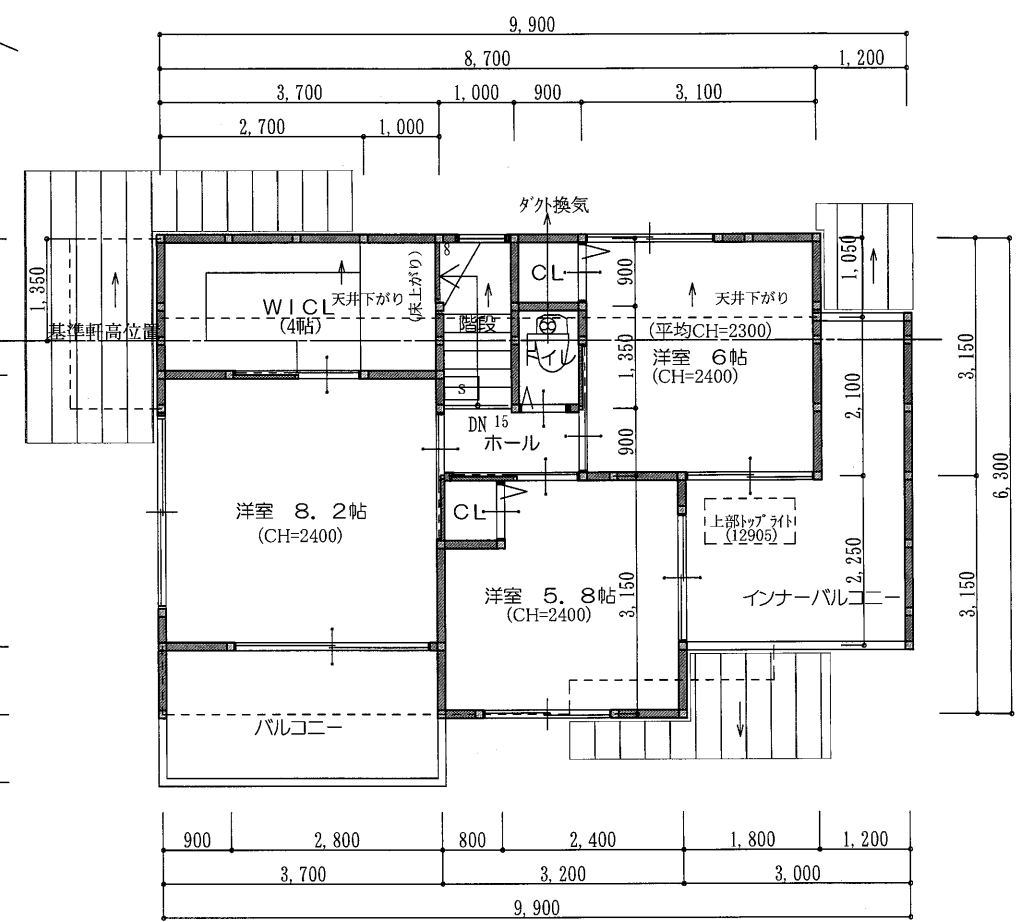 9,900
8,700
1,200
3,700
1,000
900
3,100
2,700
1,000
ダクト換気
1,350
8
(床上がり)
CL
900
1,050
WICL
天井下がり
(4帖)
天井下がり
基準軒高位置
階段
(平均CH=2300)
トイレ
1,350
洋室 6帖
(CH=2400)
3,150
2,100
S
DN 15
ホール
900
6,300
洋室 8.2帖
(CH=2400)
CL
上部トップライト
(12905)
2,250
洋室 5.8帖
(CH=2400)
3,150
インナーバルコニー
3,150
バルコニー
900
2,800
800
2,400
1,800
1,200
3,700
3,200
3,000
9,900